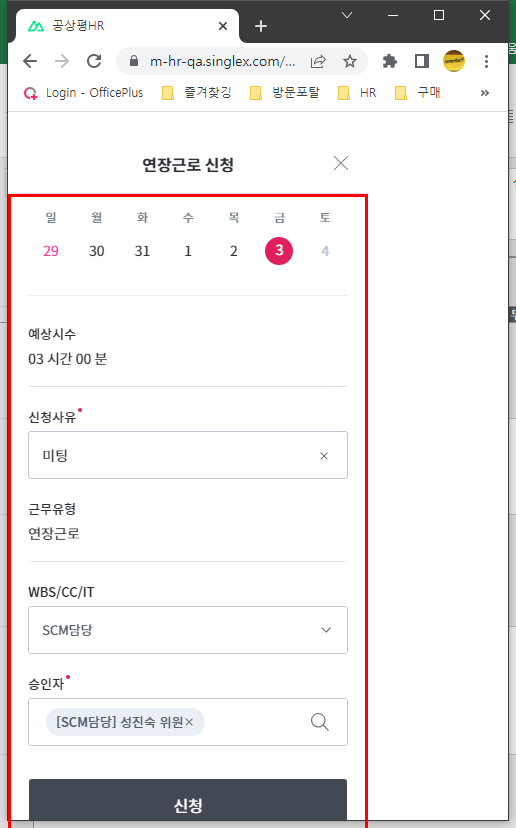 공상평HR
m-hr-qa.singlex.com/...
Login - OfficePlus 즐겨찾깅 방문포탈 HR 구매 »
연장근로 신청
일 월 화 수 목 금 토
29 30 31 1 2 3 4
예상시수
03 시간 00 분
신청사유
미팅
근무유형
연장근로
WBS/CC/IT
SCM담당
승인자
[SCM담당] 성진숙 위원×
신청